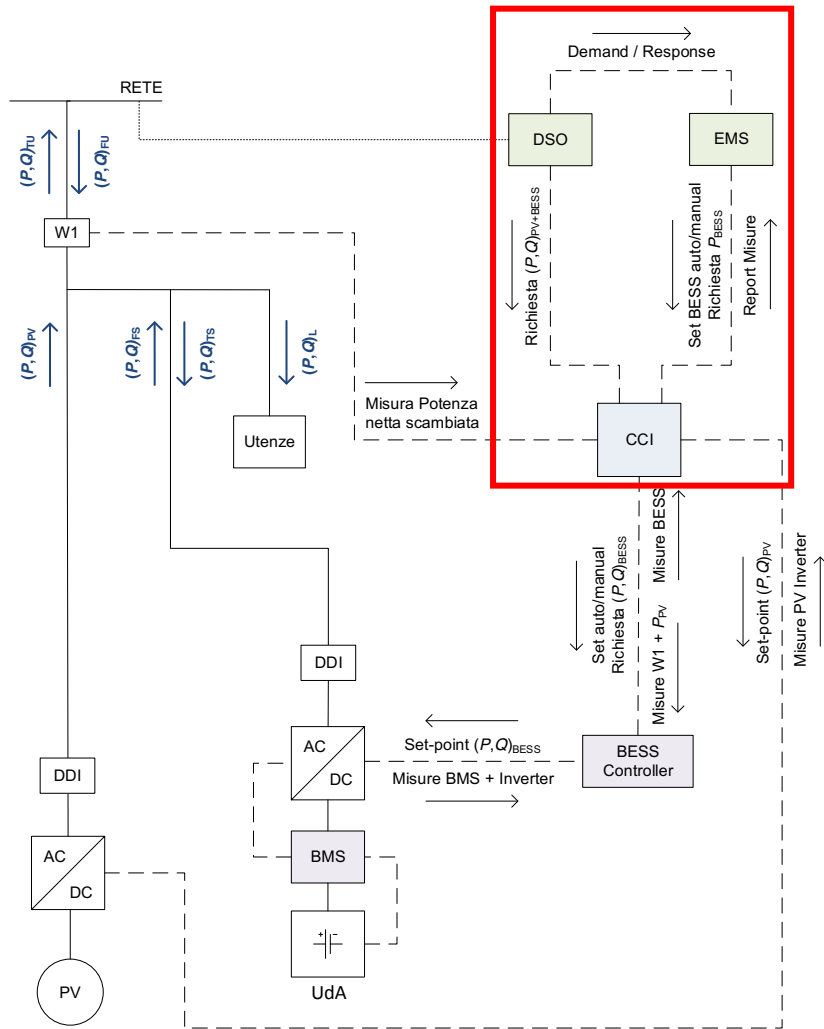 Demand / Response
RETE
DSO
EMS
(P,Q)TU
(P,Q)FU
W1
Richiesta (P,Q)PV+BESS
Set BESS auto/manual
Richiesta PBESS
Report Misure
(P,Q)PV
(P,Q)FS
(P,Q)TS
(P,Q)L
Misura Potenza
netta scambiata
Utenze
CCI
Set auto/manual
Richiesta (P,Q)BESS
Misure W1 + PPV
Misure BESS
Set-point (P,Q)PV
Misure PV Inverter
DDI
AC
DC
Set-point (P,Q)BESS
Misure BMS + Inverter
BESS
Controller
DDI
AC
DC
BMS
+ -
UdA
PV